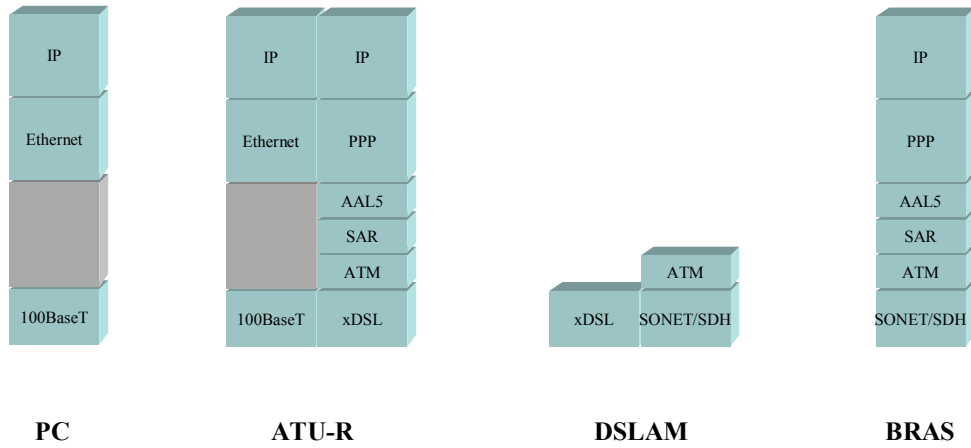 IP
Ethernet
100BaseT
PC
IP
IP
Ethernet
PPP
AAL5
SAR
ATM
100BaseT
xDSL
ATU-R
ATM
xDSL
SONET/SDH
DSLAM
IP
PPP
AAL5
SAR
ATM
SONET/SDH
BRAS